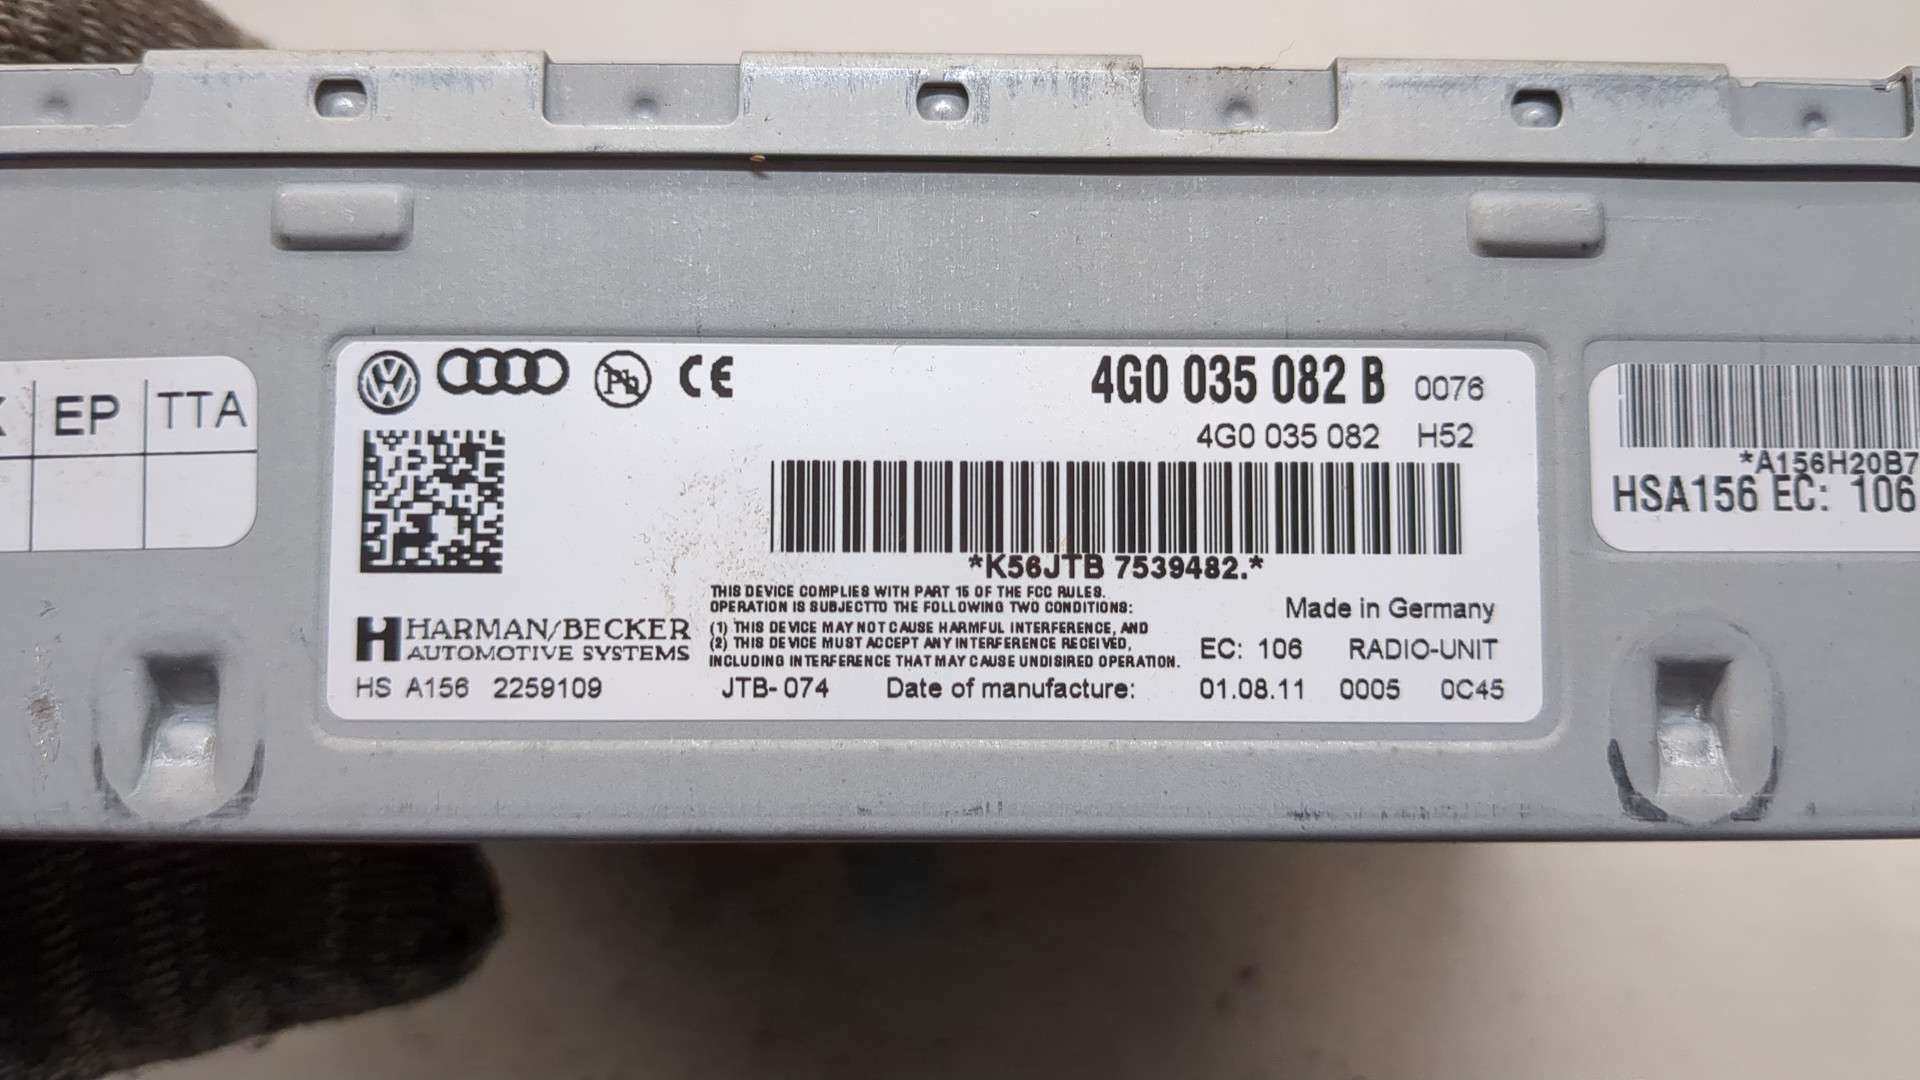 EP TTA
Pb CE
4G0 035 082 B 0076
4G0 035 082 H52
*K56JTB 7539482.*
THIS DEVICE COMPLIES WITH PART 15 OF THE FCC RULES.
OPERATION IS SUBJECTTO THE FOLLOWING TWO CONDITIONS:
(1) THIS DEVICE MAY NOT CAUSE HARMFUL INTERFERENCE, AND
(2) THIS DEVICE MUST ACCEPT ANY INTERFERENCE RECEIVED,
INCLUDING INTERFERENCE THAT MAY CAUSE UNDISIRED OPERATION.
Made in Germany
HARMAN/BECKER
AUTOMOTIVE SYSTEMS
EC: 106 RADIO-UNIT
HS A156 2259109 JTB-074 Date of manufacture: 01.08.11 0005 0C45
*A156H20B7
HSA156 EC: 106